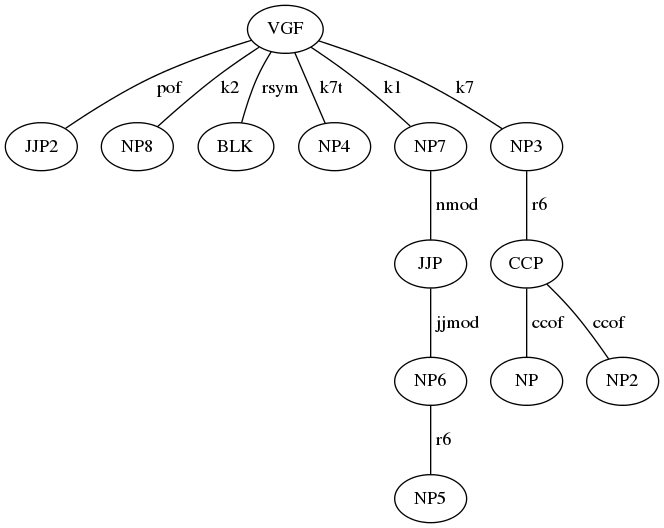 VGF
pof k2 rsym k7t k1 k7
JJP2 NP8 BLK NP4 NP7 NP3
nmod r6
JJP CCP
jjmod ccof ccof
NP6 NP NP2
r6
NP5